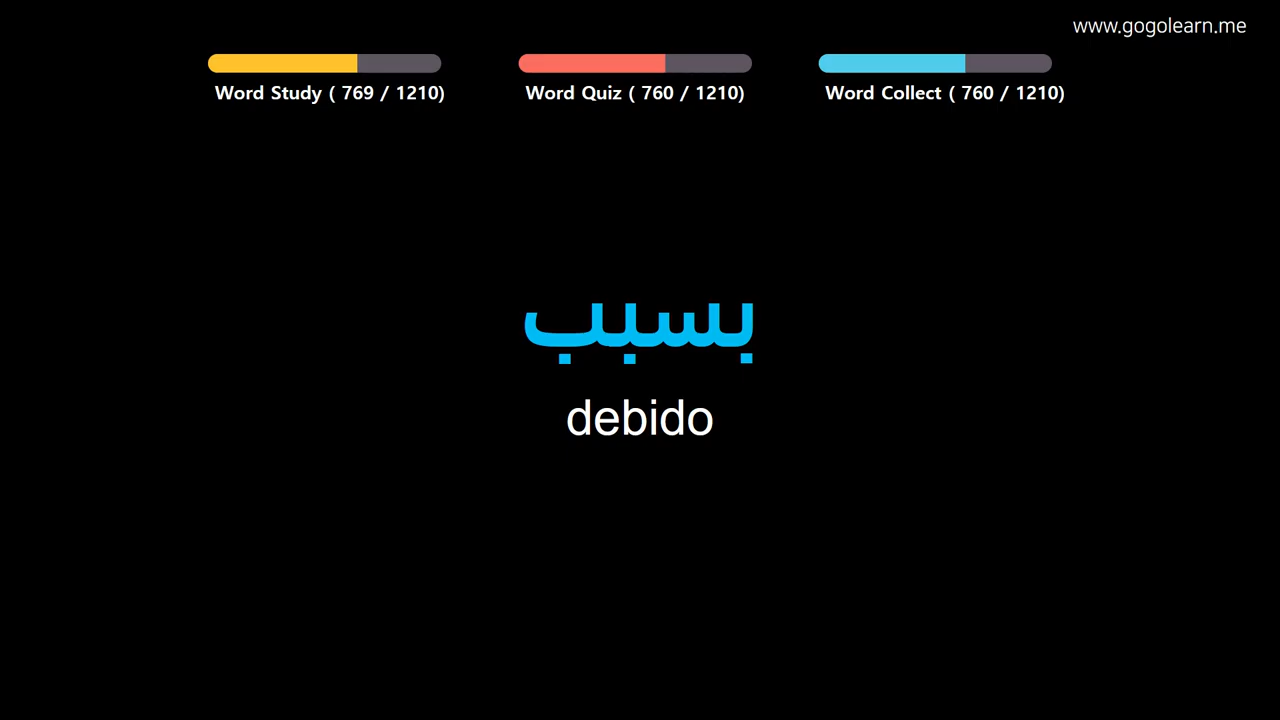 www.gogolearn.me
Word Study ( 769 / 1210)
Word Quiz ( 760 / 1210)
Word Collect ( 760 / 1210)
بسبب
debido